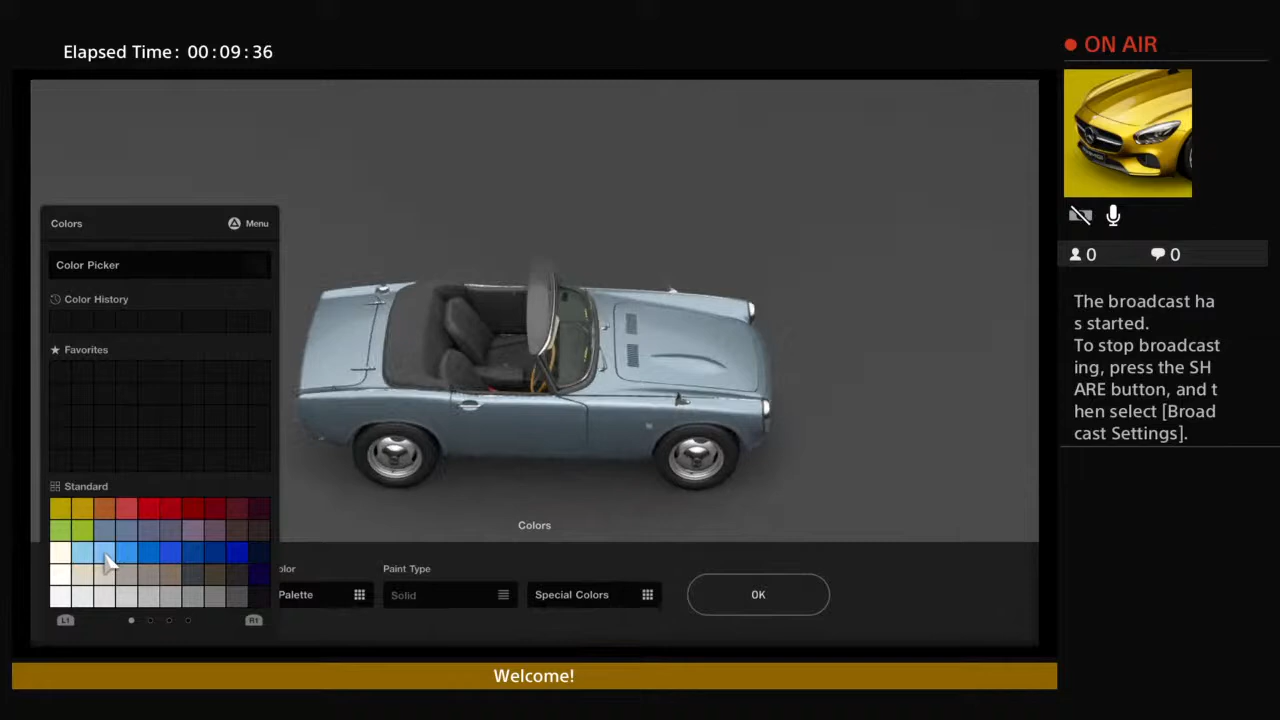 Elapsed Time: 00:09:36
ON AIR
Colors
Menu
Color Picker
Color History
Favorites
Standard
L1
R1
0
0
The broadcast ha
s started.
To stop broadcast
ing, press the SH
ARE button, and t
hen select [Broad
cast Settings].
Colors
olor
Palette
Paint Type
Solid
Special Colors
OK
Welcome!